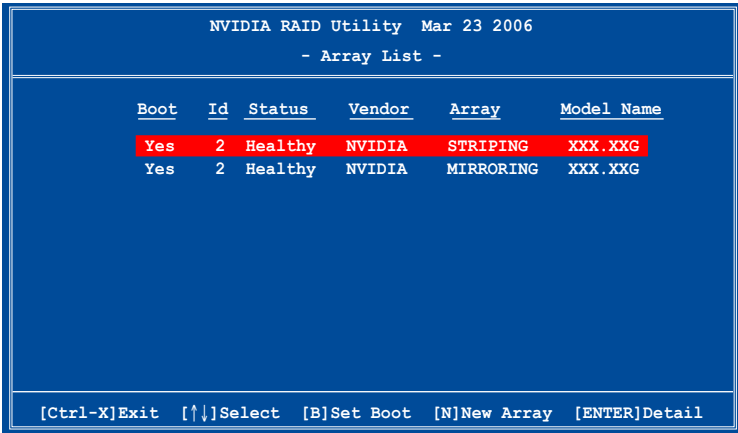 NVIDIA RAID Utility Mar 23 2006
- Array List -
Boot Id Status Vendor Array Model Name
Yes 2 Healthy NVIDIA STRIPING XXX.XXG
Yes 2 Healthy NVIDIA MIRRORING XXX.XXG
[Ctrl-X]Exit [↑↓]Select [B]Set Boot [N]New Array [ENTER]Detail